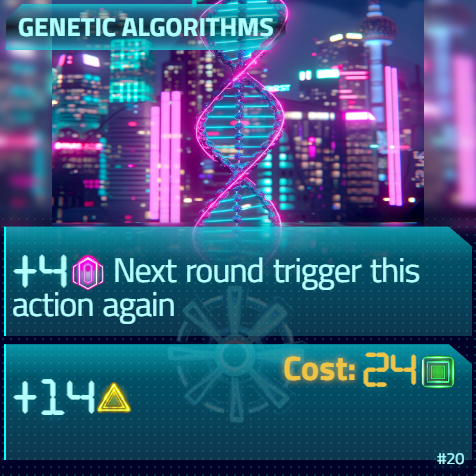 GENETIC ALGORITHMS
+4 Next round trigger this
action again
Cost: 24
+14
#20